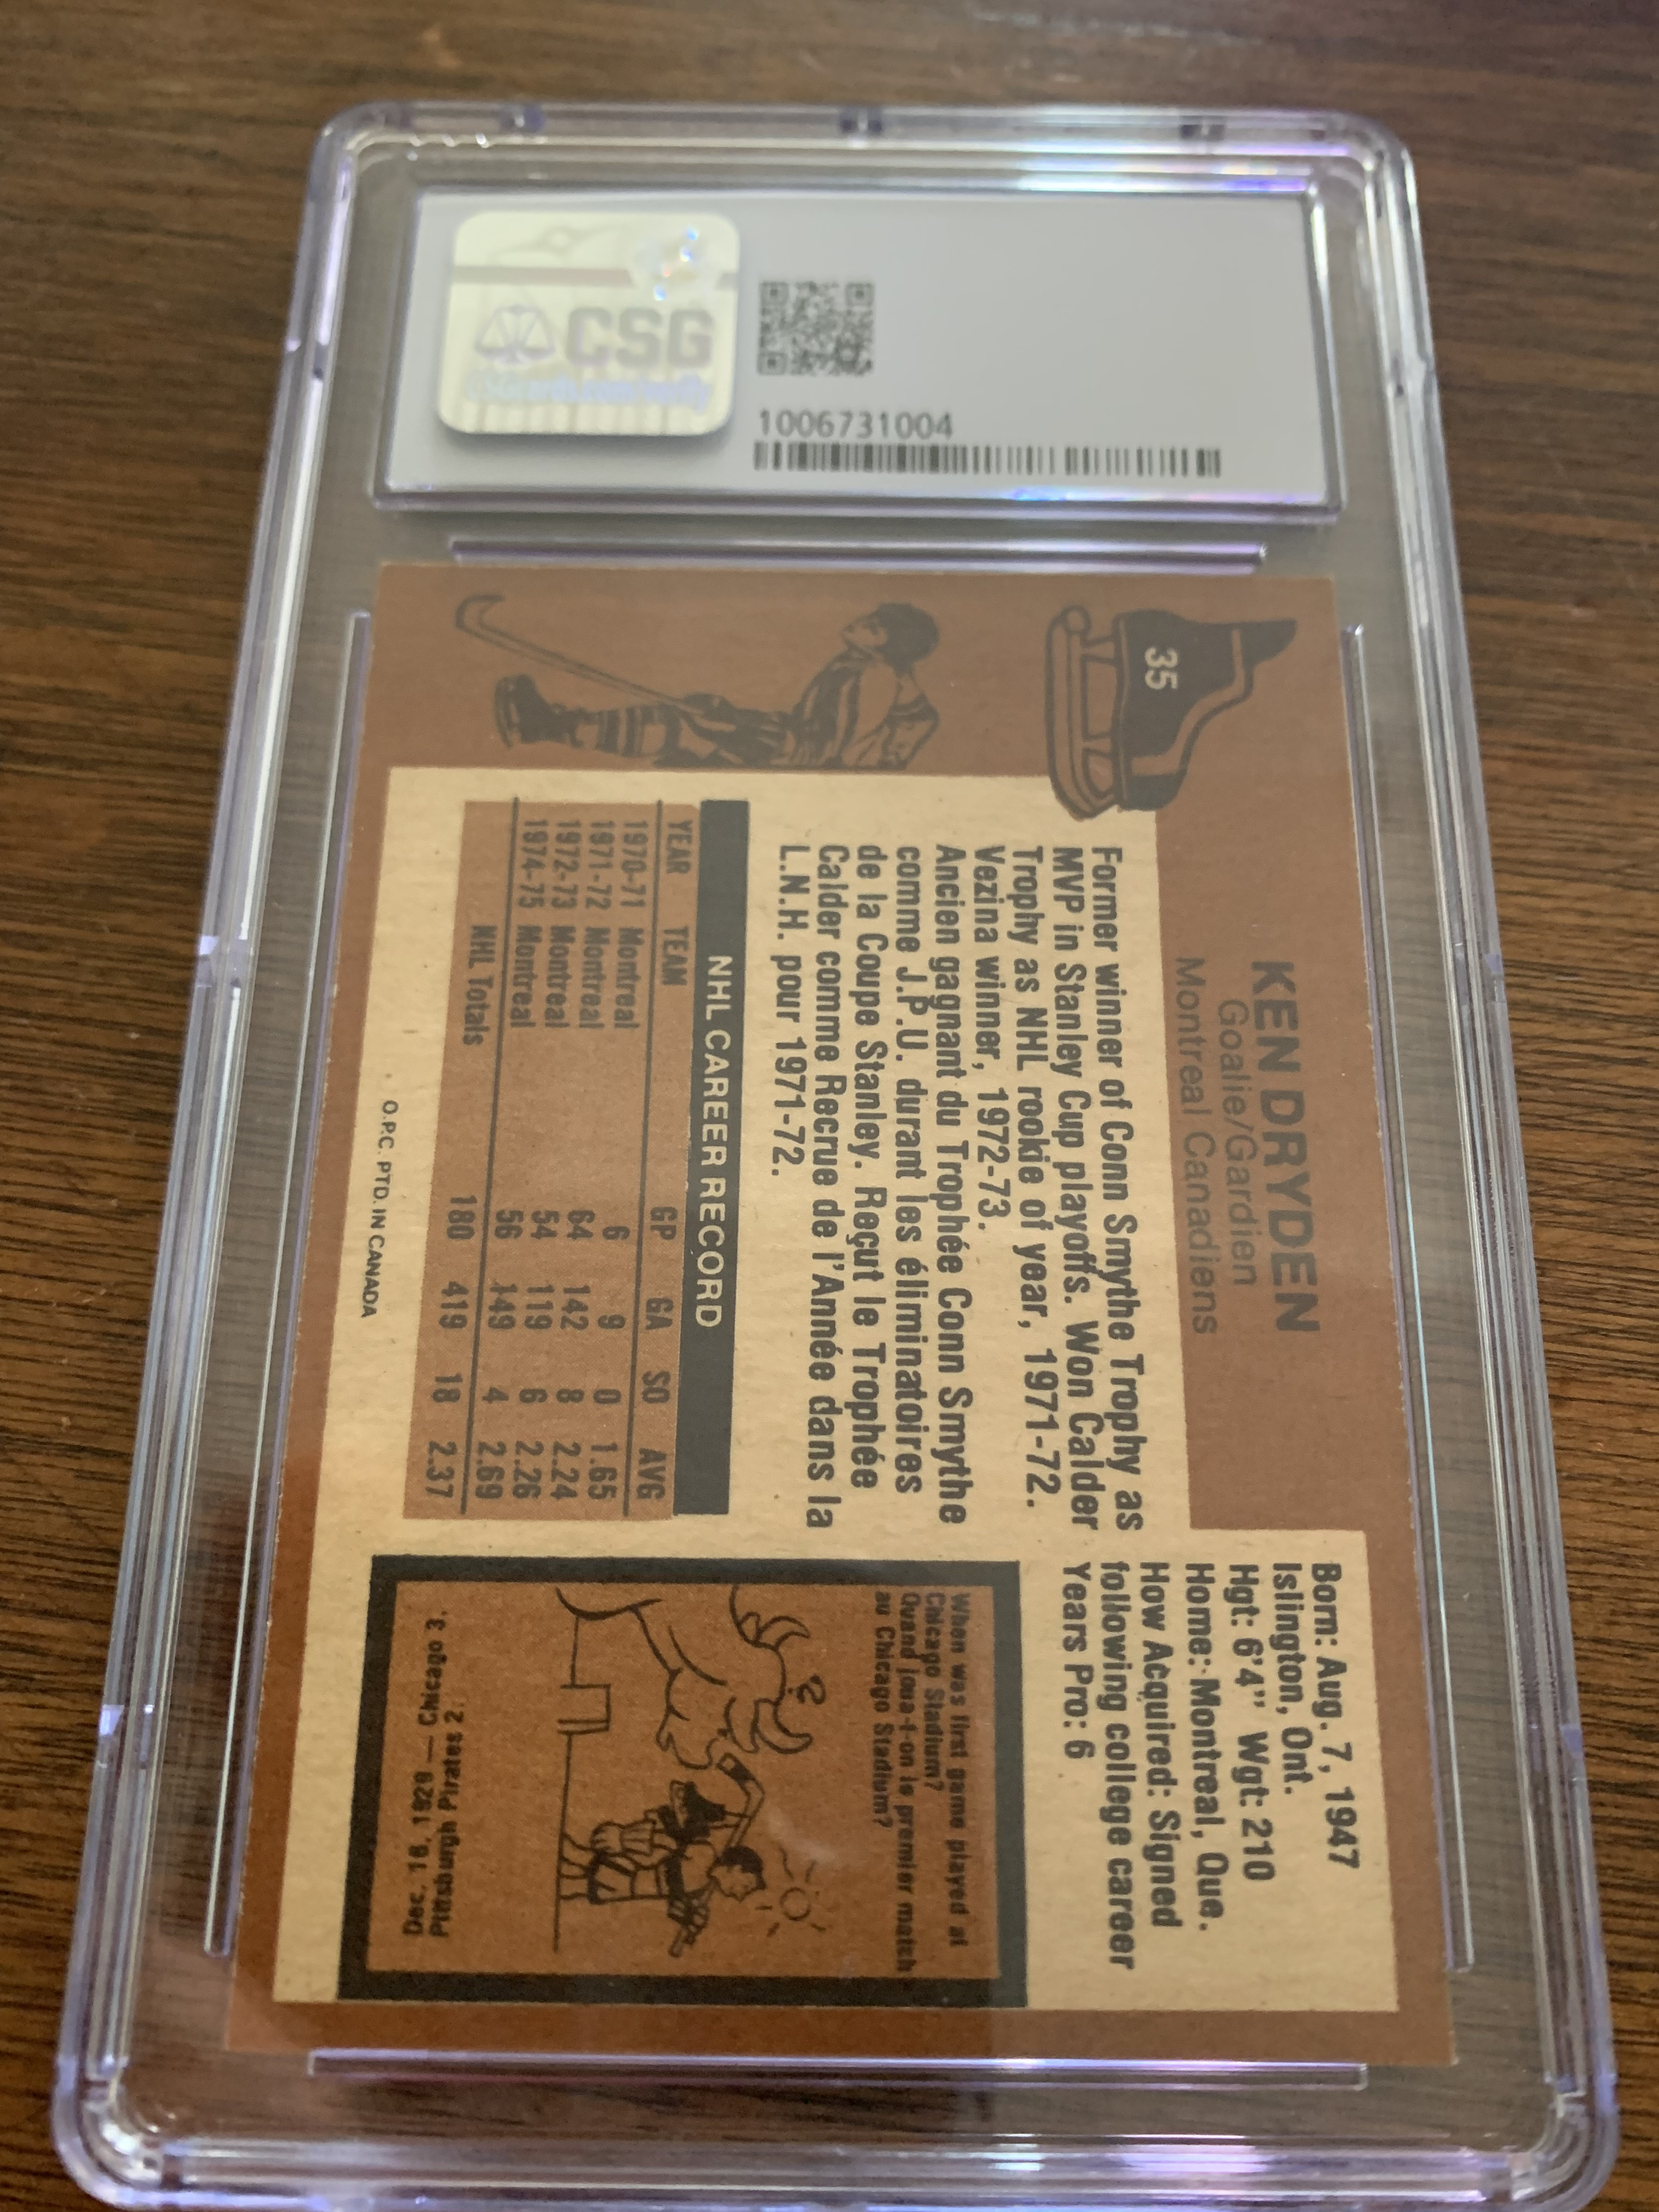 CSG
CSGcards.com/verify
1006731004
35
KEN DRYDEN
Goalie/Gardien
Montreal Canadiens
Born: Aug. 7, 1947
Islington, Ont.
Hgt: 6'4" Wgt: 210
Home: Montreal, Que.
How Acquired: Signed
following college career
Years Pro: 6
Former winner of Conn Smythe Trophy as
MVP in Stanley Cup playoffs. Won Calder
Trophy as NHL rookie of year, 1971-72.
Vezina winner, 1972-73.
Ancien gagnant du Trophée Conn Smythe
comme J.P.U. durant les éliminatoires
de la Coupe Stanley. Reçut le Trophée
Calder comme Recrue de l'Année dans la
L.N.H. pour 1971-72.
NHL CAREER RECORD
YEAR TEAM GP GA SO AVG
1970-71 Montreal 6 9 0 1.65
1971-72 Montreal 64 142 8 2.24
1972-73 Montreal 54 119 6 2.26
1974-75 Montreal 56 149 4 2.69
NHL Totals 180 419 18 2.37
O.P.C. PTD. IN CANADA
When was first game played at
Chicago Stadium?
Quand joua-t-on le premier match
au Chicago Stadium?
?
Dec. 16, 1929 — Chicago 3,
Pittsburgh Pirates 2.